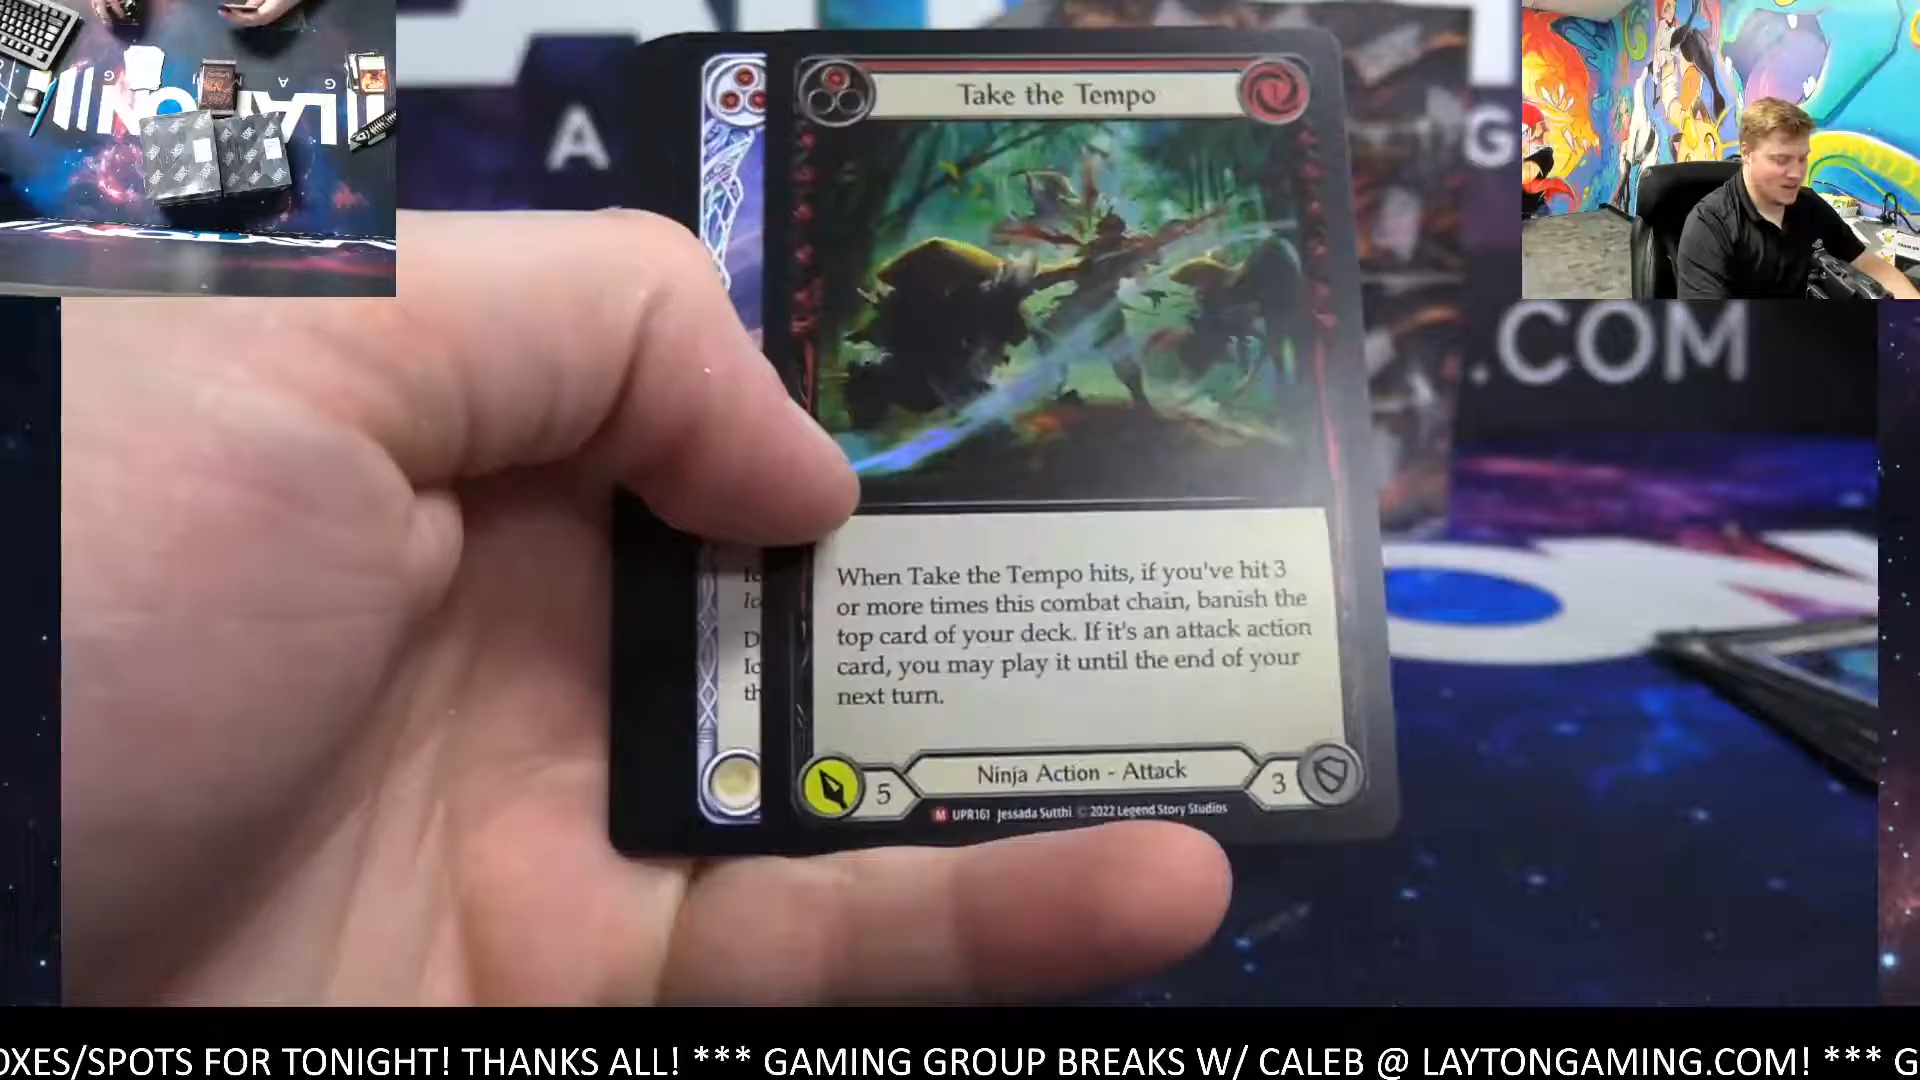 Take the Tempo
When Take the Tempo hits, if you've hit 3
or more times this combat chain, banish the
top card of your deck. If it's an attack action
card, you may play it until the end of your
next turn.
5
Ninja Action - Attack
3
M UPR161 Jessada Sutthi © 2022 Legend Story Studios
A
G
.COM
D
th
OXES/SPOTS FOR TONIGHT! THANKS ALL! *** GAMING GROUP BREAKS W/ CALEB @ LAYTONGAMING.COM! *** G